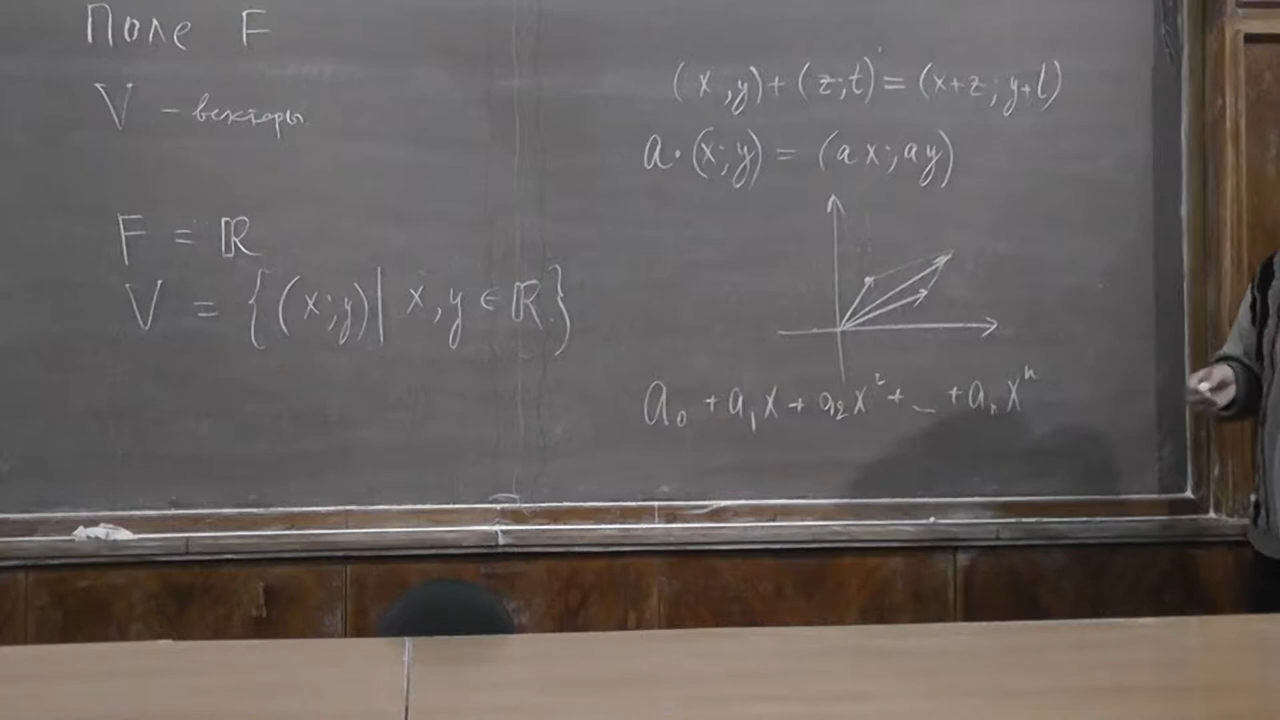 Поле F
V – векторы
F = ℝ
V = {(x;y)| x,y ∈ ℝ}
(x,y)+(z;t) = (x+z; y+t)
a·(x;y) = (ax;ay)
a₀ + a₁x + a₂x² + ... + aₙxⁿ